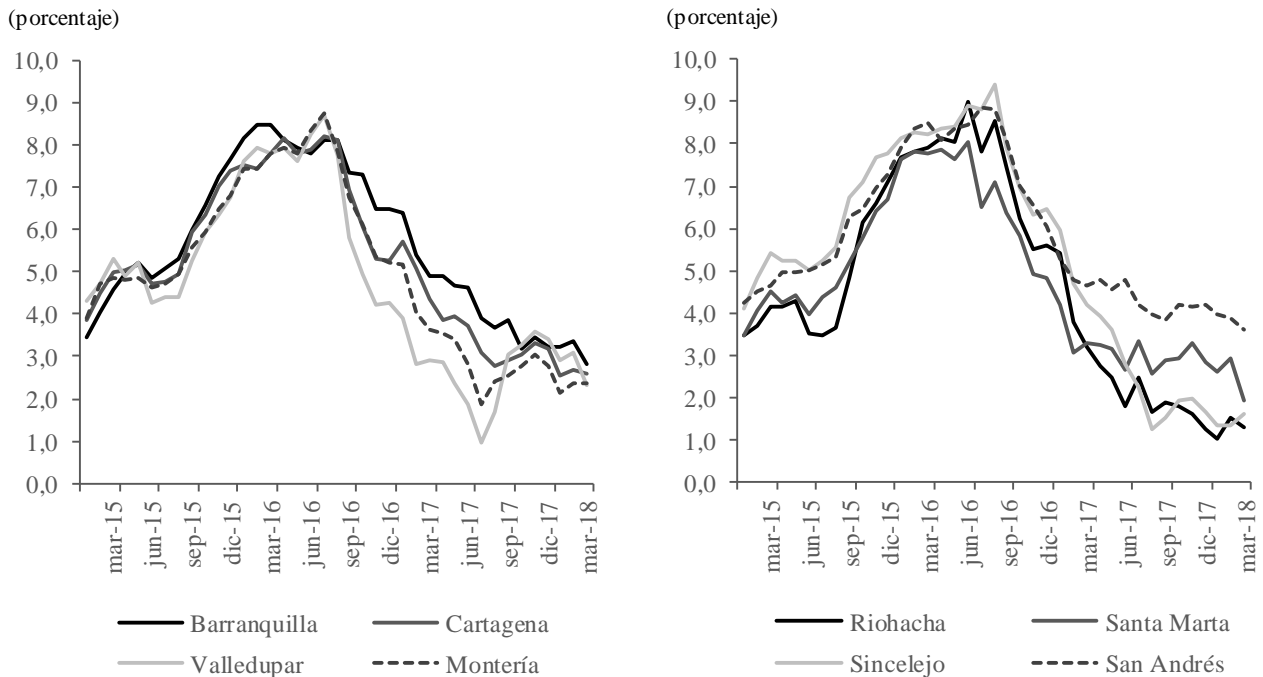 (porcentaje)
10,0
9,0
8,0
7,0
6,0
5,0
4,0
3,0
2,0
1,0
0,0
mar-15
jun-15
sep-15
dic-15
mar-16
jun-16
sep-16
dic-16
mar-17
jun-17
sep-17
dic-17
mar-18
Barranquilla
Cartagena
Valledupar
Montería
(porcentaje)
10,0
9,0
8,0
7,0
6,0
5,0
4,0
3,0
2,0
1,0
0,0
mar-15
jun-15
sep-15
dic-15
mar-16
jun-16
sep-16
dic-16
mar-17
jun-17
sep-17
dic-17
mar-18
Riohacha
Santa Marta
Sincelejo
San Andrés